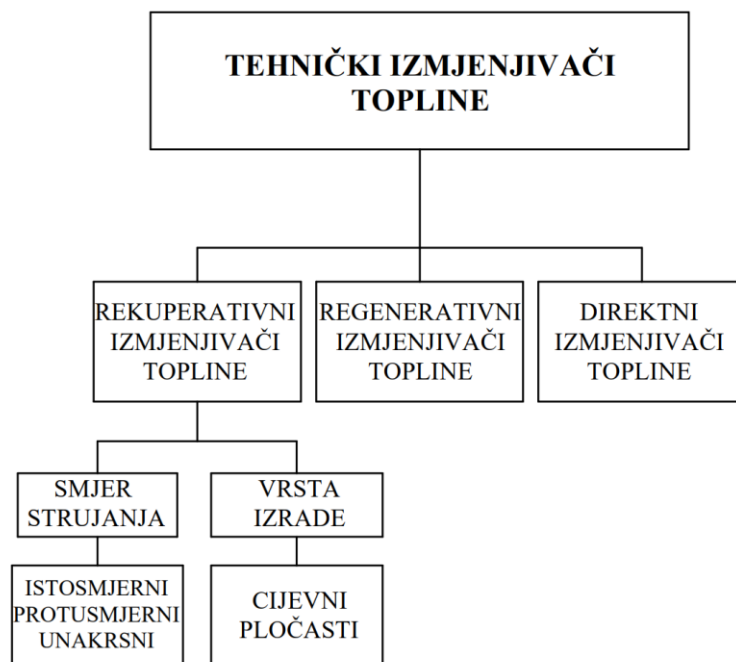 TEHNIČKI IZMJENJIVAČI
TOPLINE
REKUPERATIVNI
IZMJENJIVAČI
TOPLINE
REGENERATIVNI
IZMJENJIVAČI
TOPLINE
DIREKTNI
IZMJENJIVAČI
TOPLINE
SMJER
STRUJANJA
VRSTA
IZRADE
ISTOSMJERNI
PROTUSMJERNI
UNAKRSNI
CIJEVNI
PLOČASTI